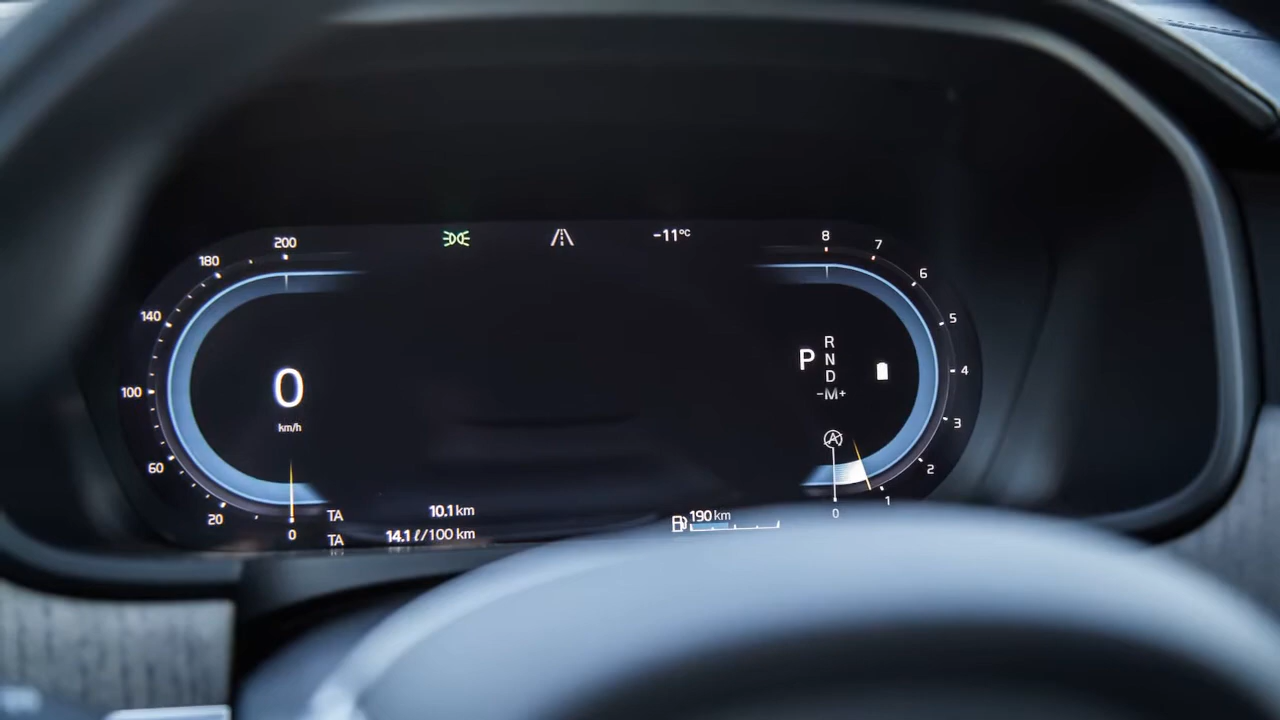 -11°C
200
180
140
100
60
20
0
0
km/h
8
7
6
5
4
3
2
1
0
P
R
N
D
-M+
A
TA 10.1 km
TA 14.1 ℓ/100 km
190 km